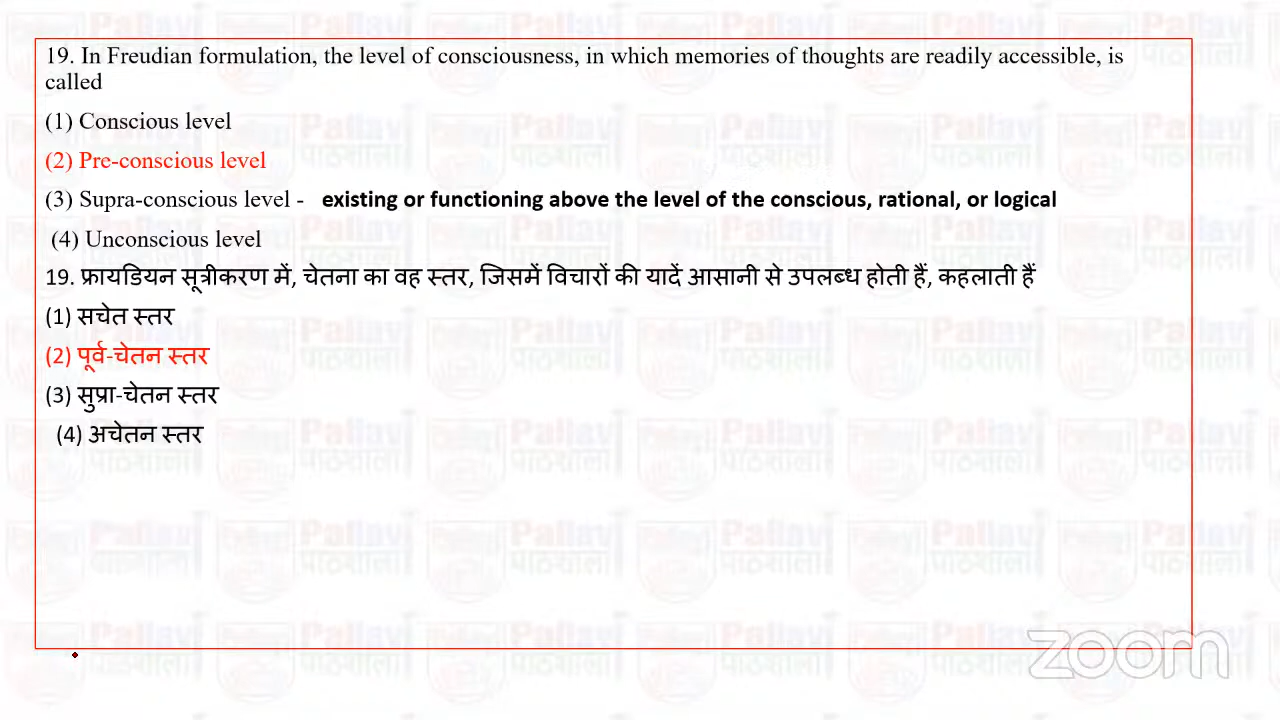 19. In Freudian formulation, the level of consciousness, in which memories of thoughts are readily accessible, is
called
(1) Conscious level
(2) Pre-conscious level
(3) Supra-conscious level - existing or functioning above the level of the conscious, rational, or logical
(4) Unconscious level
19. फ्रायडियन सूत्रीकरण में, चेतना का वह स्तर, जिसमें विचारों की यादें आसानी से उपलब्ध होती हैं, कहलाती हैं
(1) सचेत स्तर
(2) पूर्व-चेतन स्तर
(3) सुप्रा-चेतन स्तर
(4) अचेतन स्तर
zoom